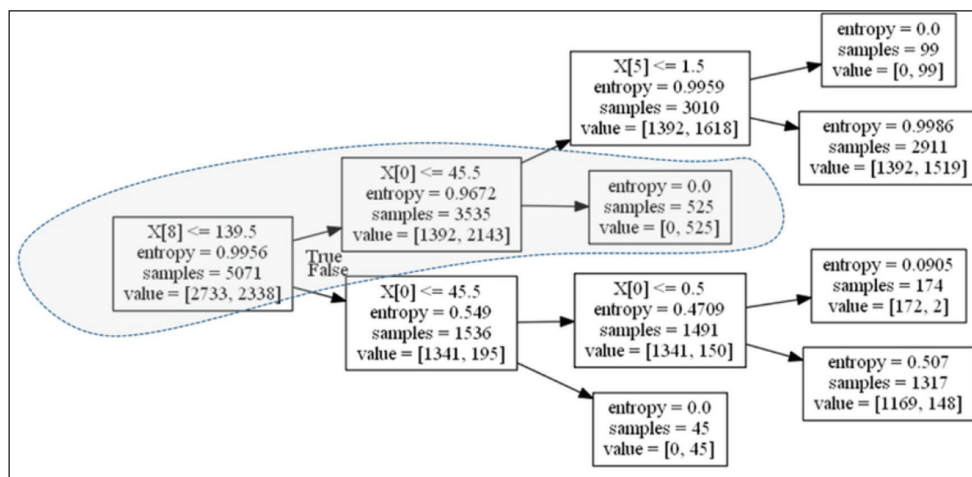 X[8] <= 139.5
entropy = 0.9956
samples = 5071
value = [2733, 2338]
True
False
X[0] <= 45.5
entropy = 0.9672
samples = 3535
value = [1392, 2143]
X[0] <= 45.5
entropy = 0.549
samples = 1536
value = [1341, 195]
X[5] <= 1.5
entropy = 0.9959
samples = 3010
value = [1392, 1618]
entropy = 0.0
samples = 525
value = [0, 525]
X[0] <= 0.5
entropy = 0.4709
samples = 1491
value = [1341, 150]
entropy = 0.0
samples = 45
value = [0, 45]
entropy = 0.0
samples = 99
value = [0, 99]
entropy = 0.9986
samples = 2911
value = [1392, 1519]
entropy = 0.0905
samples = 174
value = [172, 2]
entropy = 0.507
samples = 1317
value = [1169, 148]